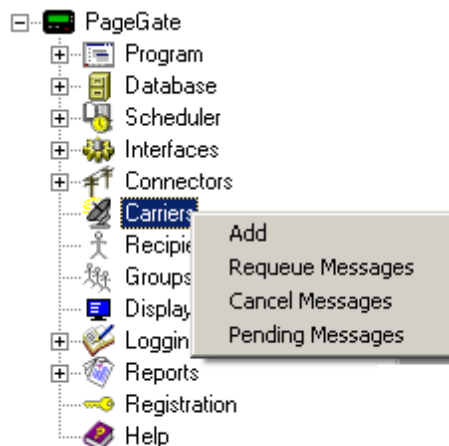 PageGate
Program
Database
Scheduler
Interfaces
Connectors
Carriers
Recipie
Groups
Display
Loggin
Reports
Registration
Help
Add
Requeue Messages
Cancel Messages
Pending Messages